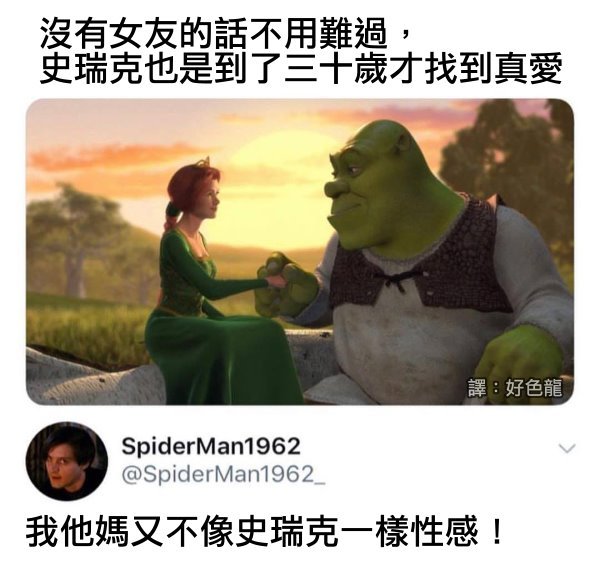 沒有女友的話不用難過，
史瑞克也是到了三十歲才找到真愛
譯：好色龍
SpiderMan1962
@SpiderMan1962_
我他媽又不像史瑞克一樣性感！